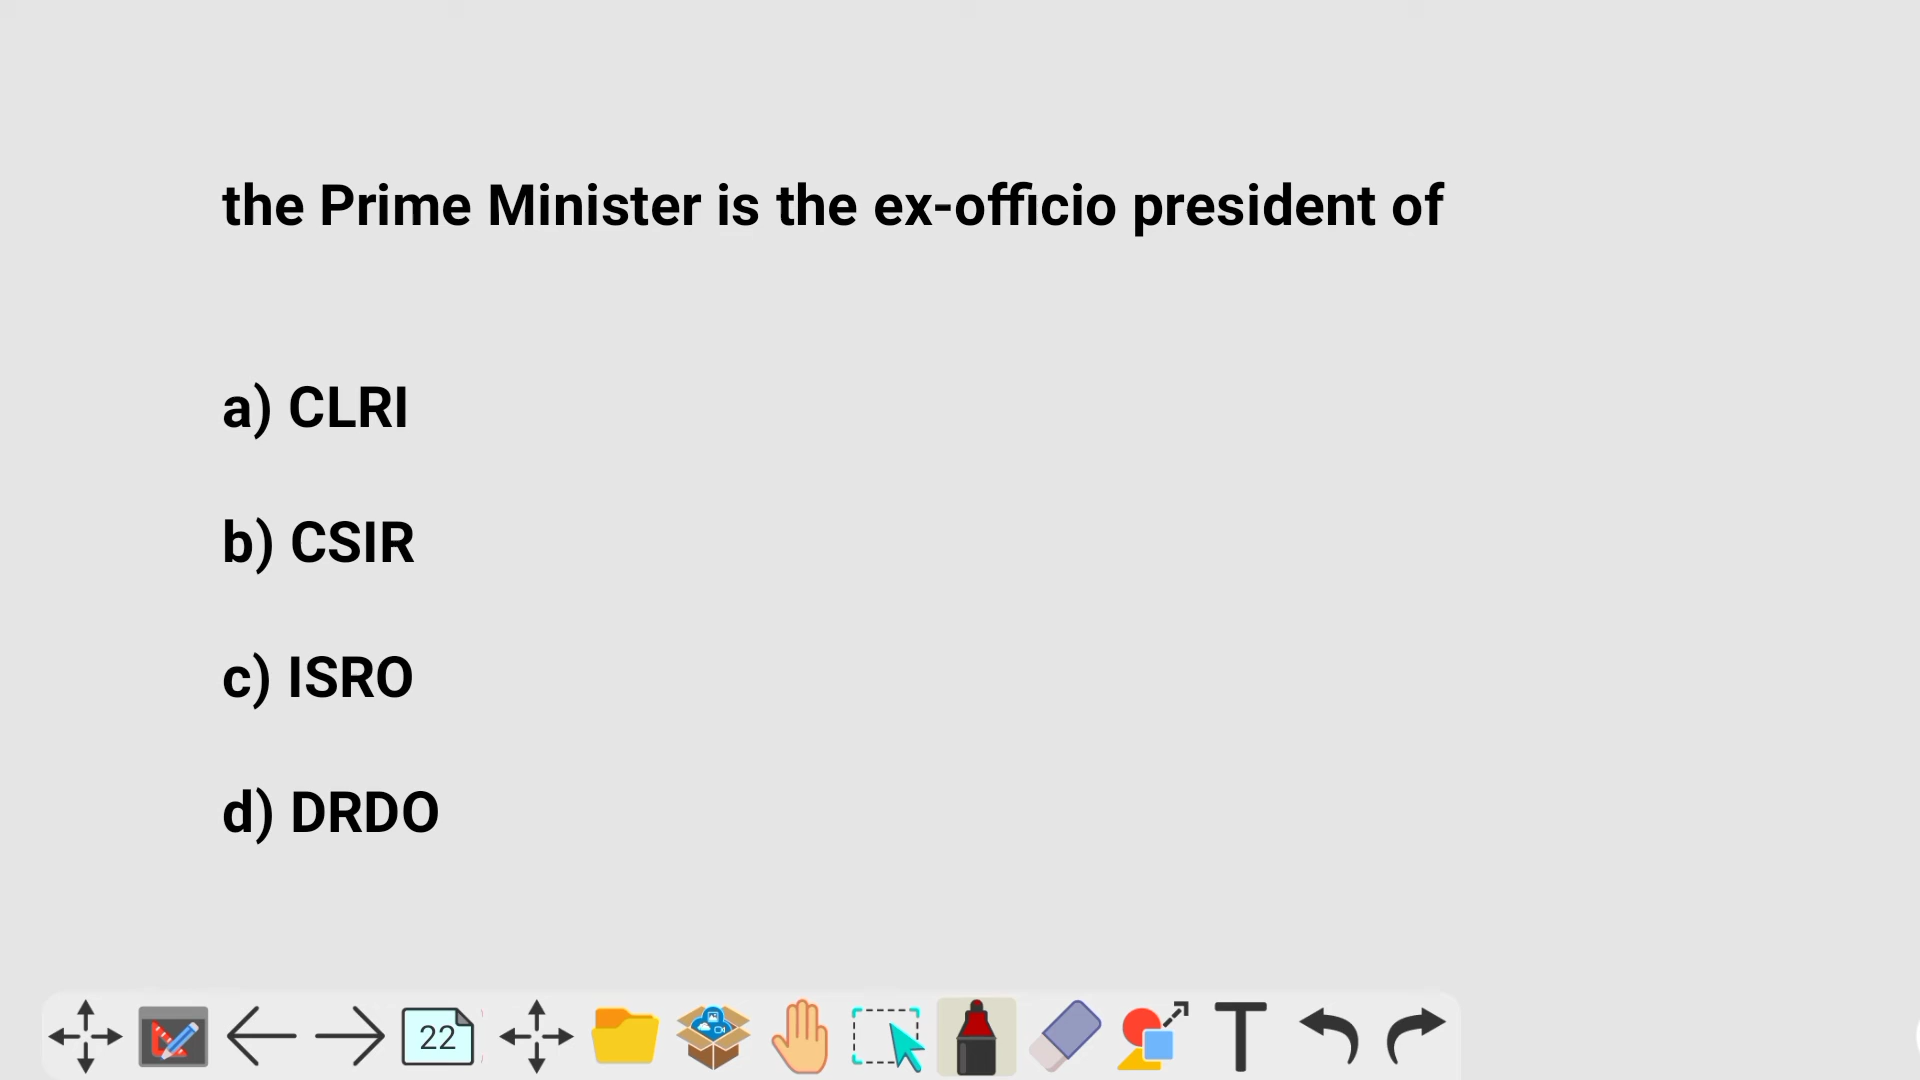 the Prime Minister is the ex-officio president of
a) CLRI
b) CSIR
c) ISRO
d) DRDO
22
T